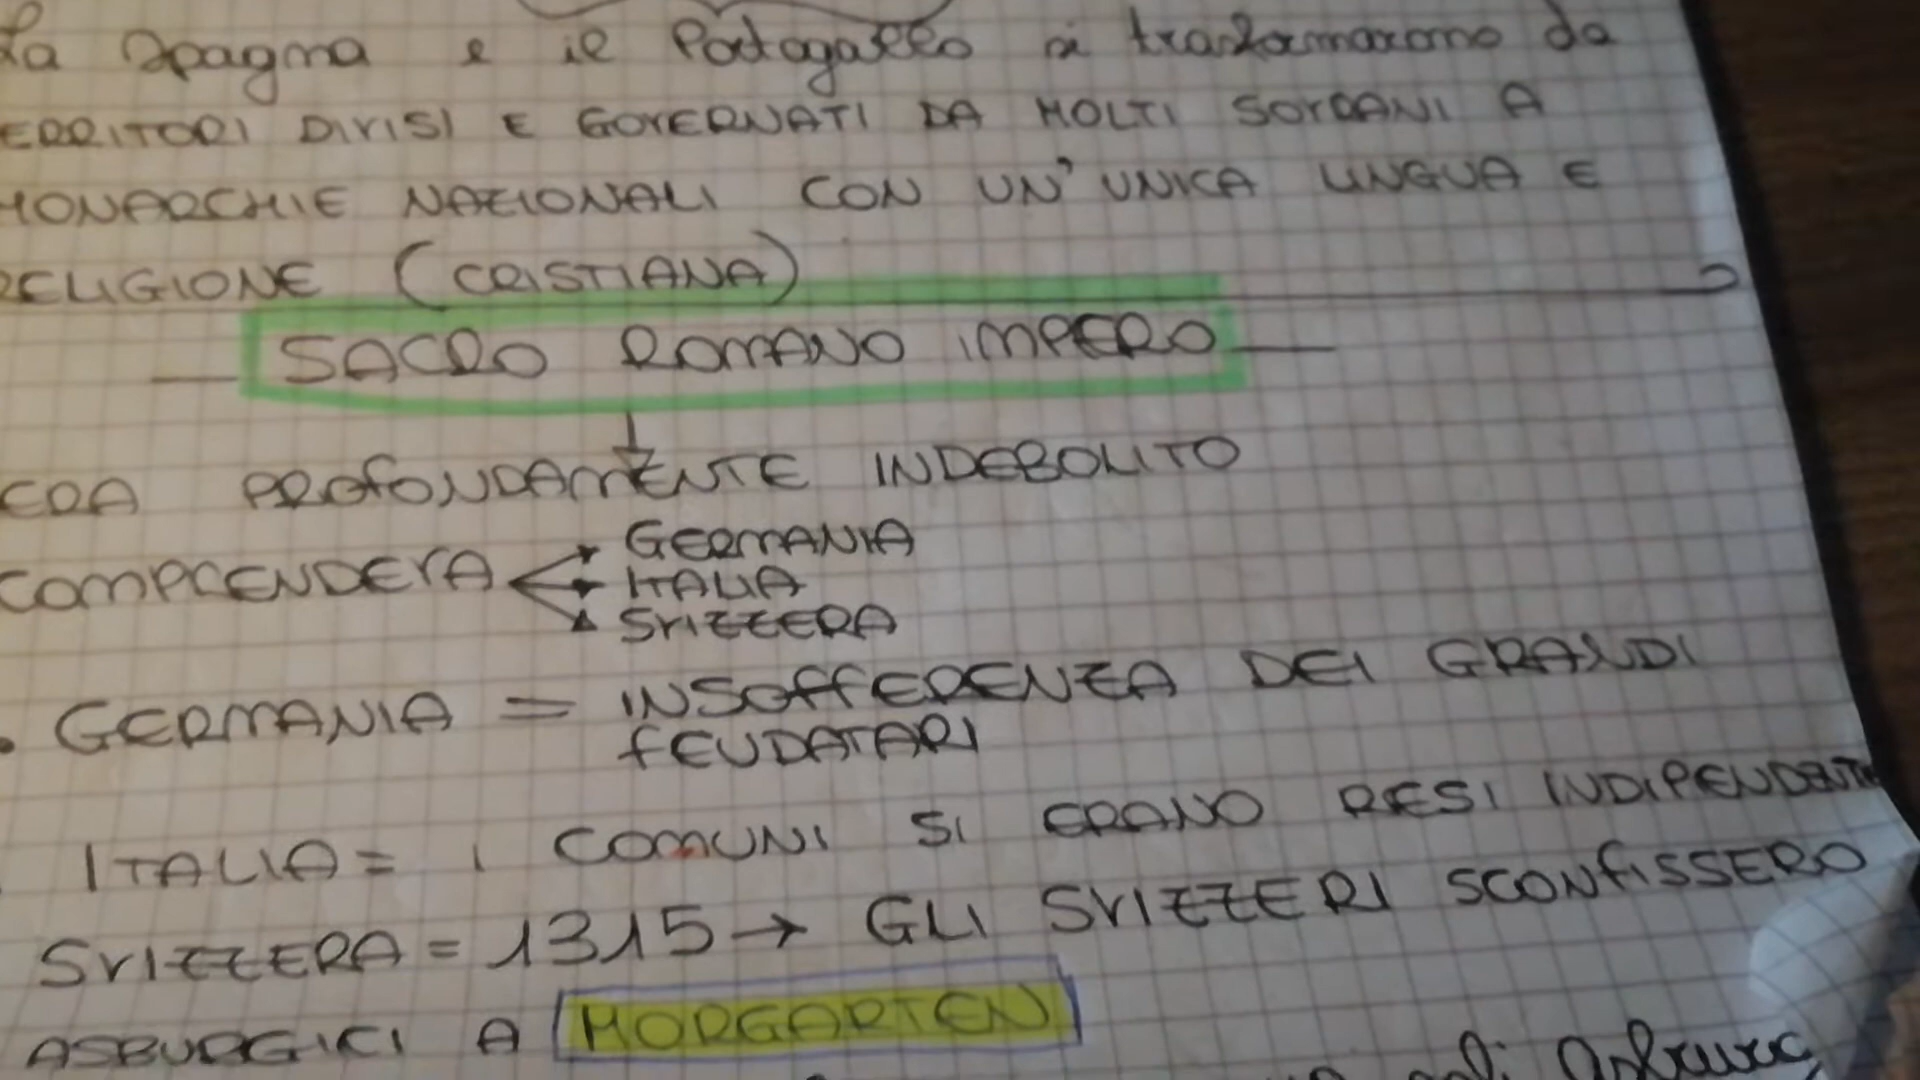 La Spagna e il Portogallo si trasformarono da
ERRITORI DIVISI E GOVERNATI DA MOLTI SOVRANI A
MONARCHIE NAZIONALI CON UN'UNICA LINGUA E
RELIGIONE (CRISTIANA)
SACRO ROMANO IMPERO
ERA PROFONDAMENTE INDEBOLITO
COMPRENDEVA
GERMANIA
ITALIA
SVIZZERA
• GERMANIA = INSOFFERENZA DEI GRANDI
FEUDATARI
ITALIA = I COMUNI SI ERANO RESI INDIPENDENTI
SVIZZERA = 1315 → GLI SVIZZERI SCONFISSERO
ASBURGICI A MORGARTEN
gli